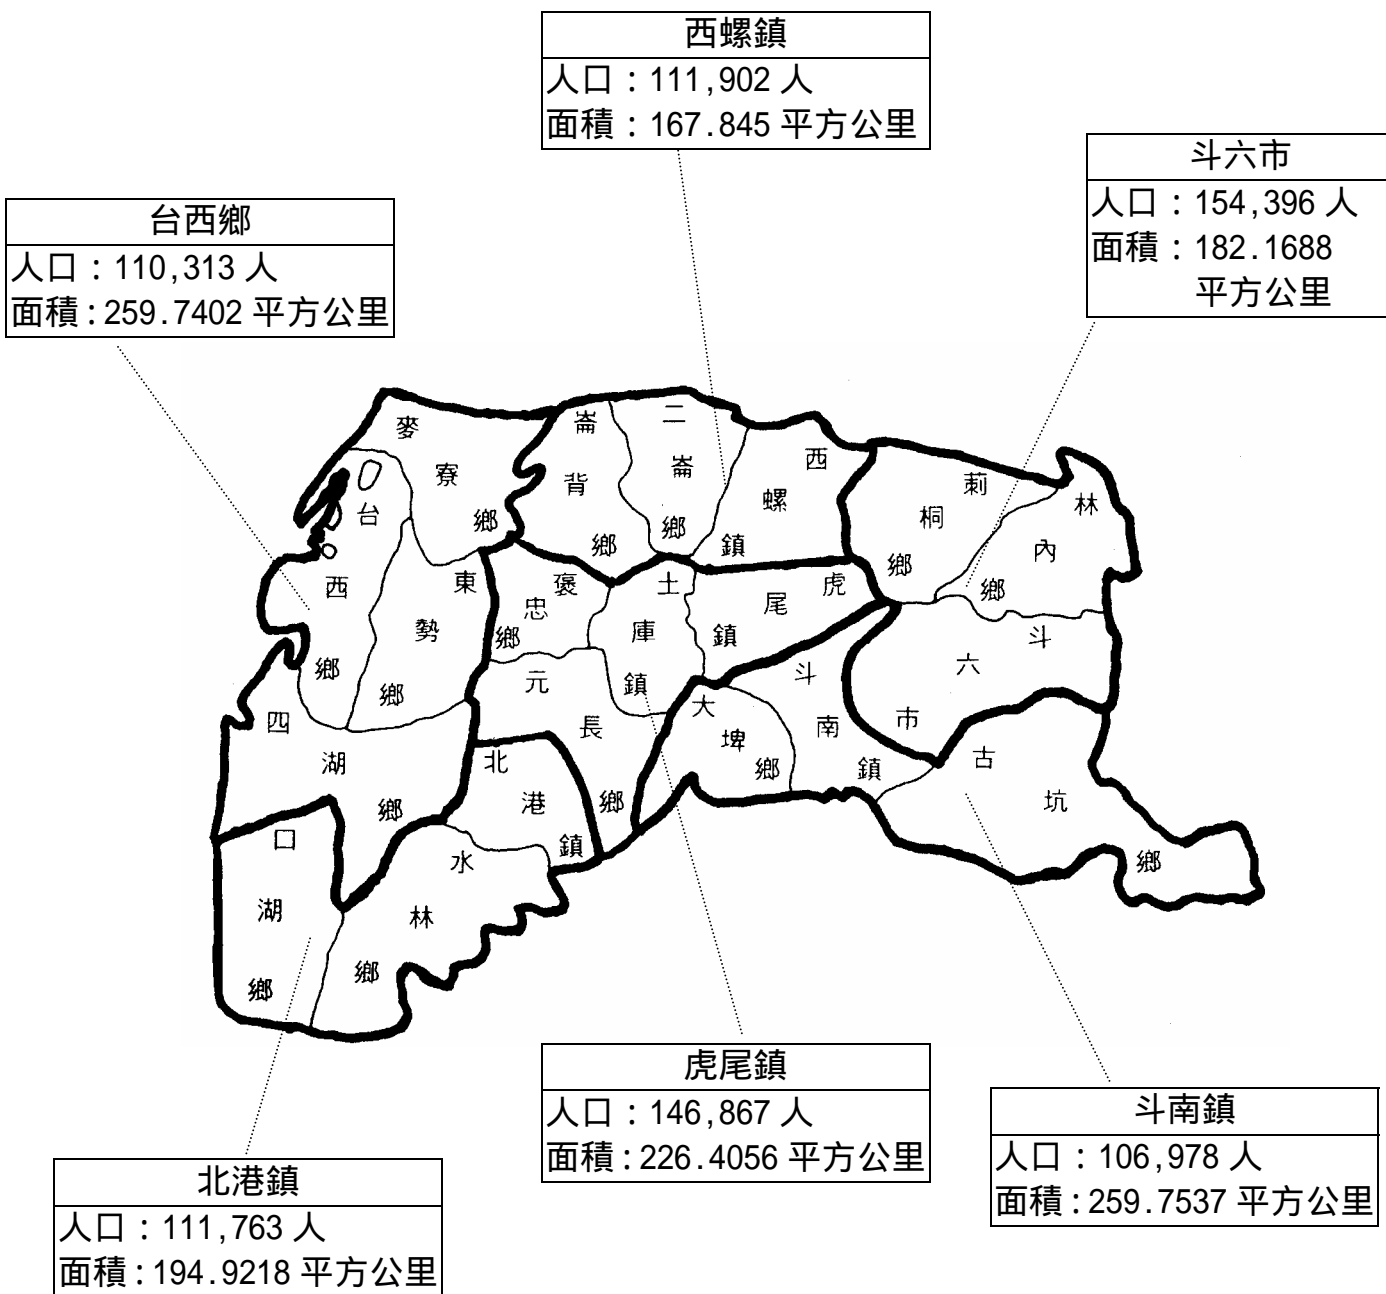 西螺鎮
人口：111,902 人
面積：167.845 平方公里
斗六市
人口：154,396 人
面積：182.1688
平方公里
台西鄉
人口：110,313 人
面積：259.7402 平方公里
麥寮鄉
崙背鄉
二崙鄉
西螺鎮
莿桐鄉
林內鄉
台西鄉
東勢鄉
褒忠鄉
土庫鎮
虎尾鎮
斗六市
四湖鄉
元長鄉
大埤鄉
斗南鎮
古坑鄉
北港鎮
口湖鄉
水林鄉
虎尾鎮
人口：146,867 人
面積：226.4056 平方公里
斗南鎮
人口：106,978 人
面積：259.7537 平方公里
北港鎮
人口：111,763 人
面積：194.9218 平方公里